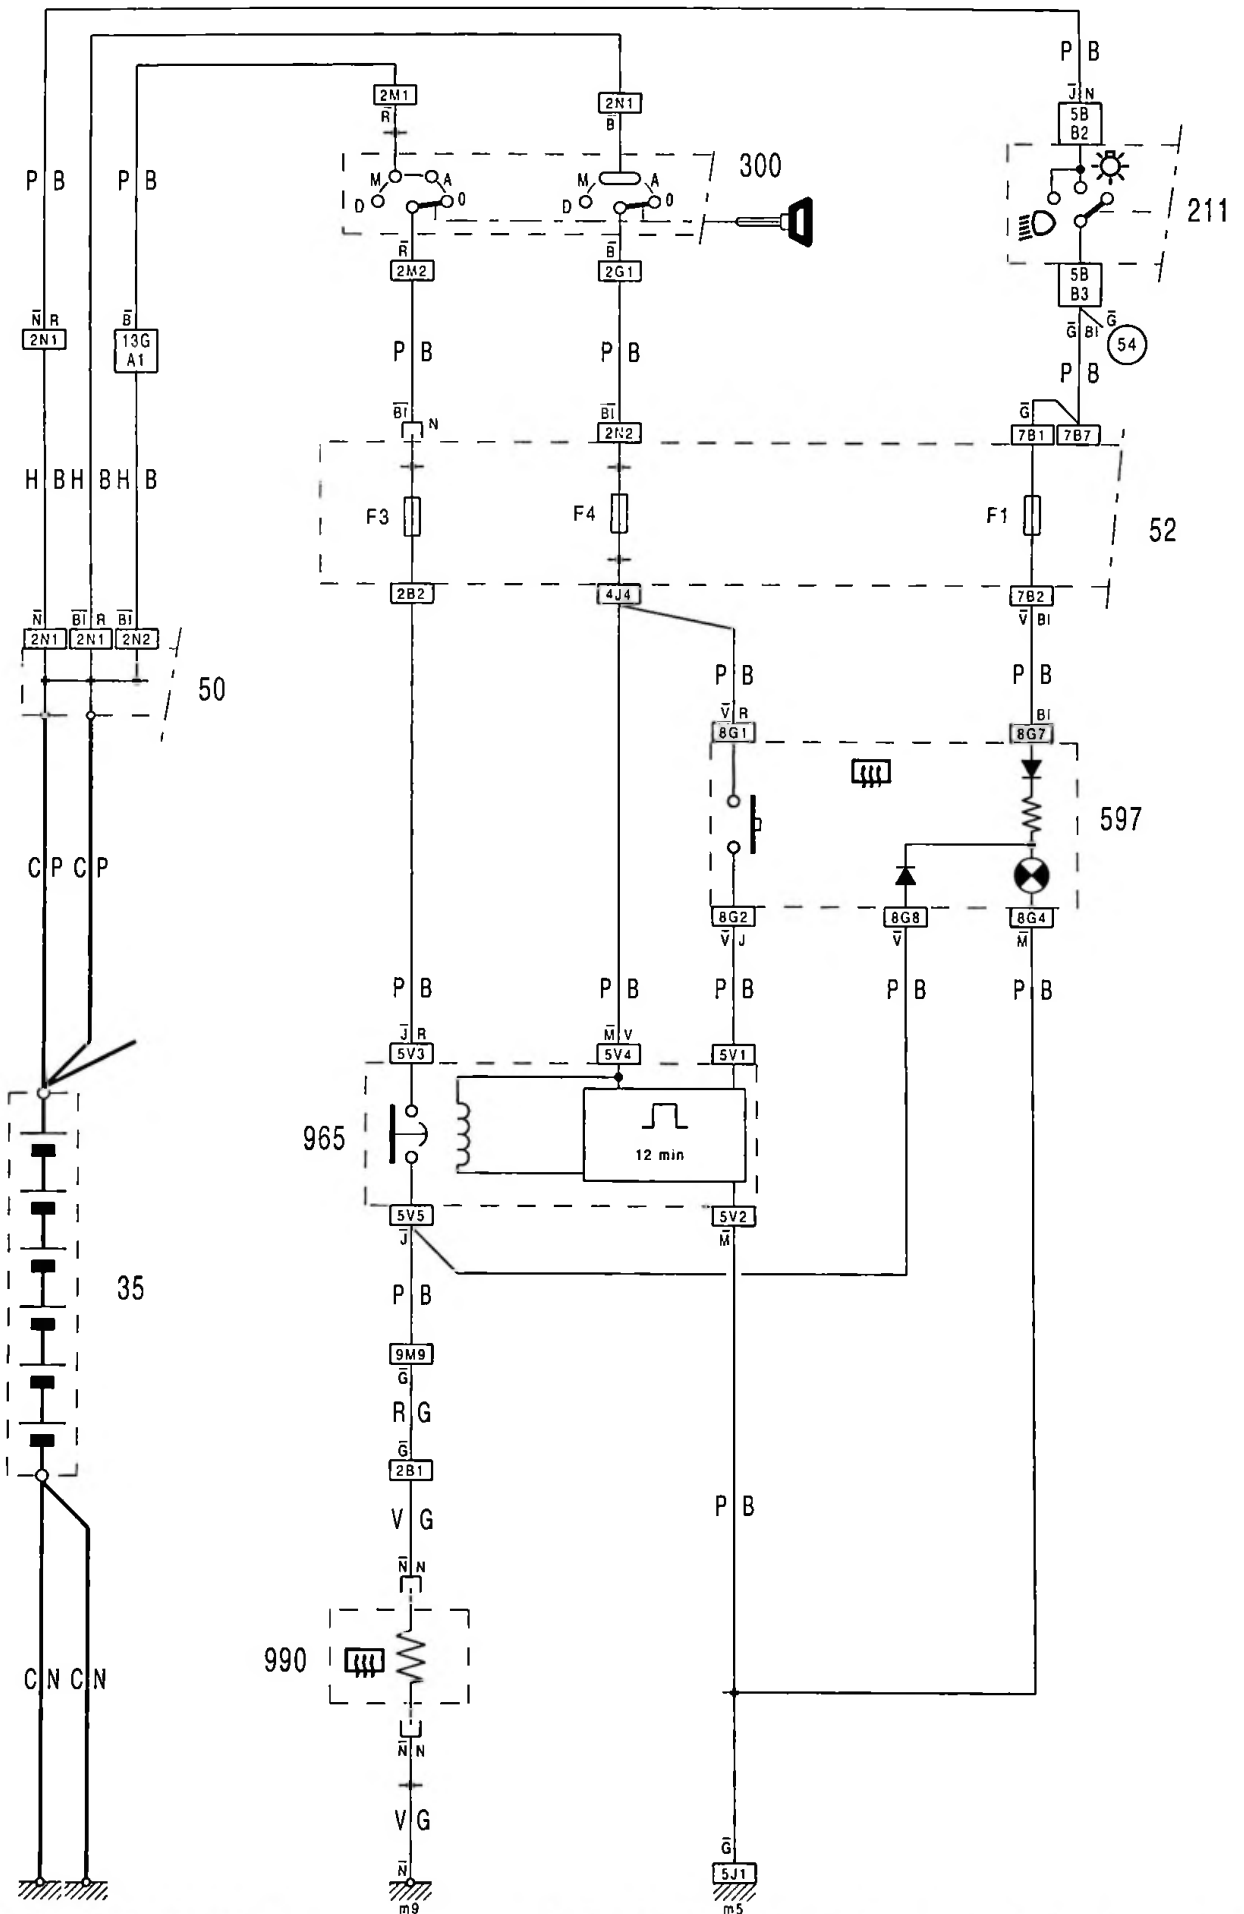 P B
J N
2M1
2N1
5B
B2
R
B
300
M A
M A
P B
P B
D 0
D 0
211
R
B
2M2
2G1
5B
B3
N R
B
G BI G
2N1
13G
A1
54
P B
P B
P B
BI N
BI
G
2N2
7B1 7B7
H B H B H B
F3
F4
F1
52
2B2
4J4
7B2
N
BI R
BI
V BI
2N1 2N1 2N2
P B
P B
50
V R
BI
8G1
8G7
597
C P C P
8G2
8G8
8G4
V J
V
M
P B
P B
P B
P B
P B
J R
M V
5V3
5V4
5V1
965
12 min
5V5
5V2
J
M
35
P B
9M9
G
R G
G
2B1
P B
V G
N N
990
C N C N
N N
V G
G
N
5J1
m9
m5